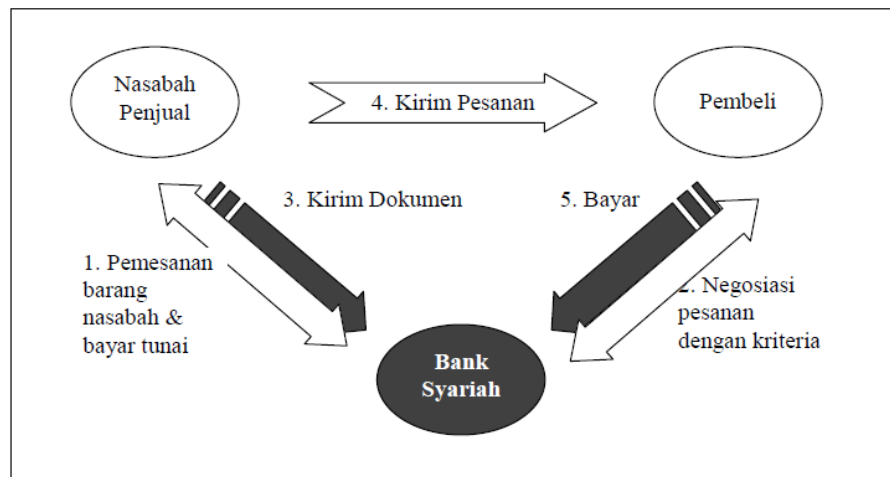 Nasabah
Penjual
4. Kirim Pesanan
Pembeli
3. Kirim Dokumen
5. Bayar
1. Pemesanan
barang
nasabah &
bayar tunai
2. Negosiasi
pesanan
dengan kriteria
Bank
Syariah